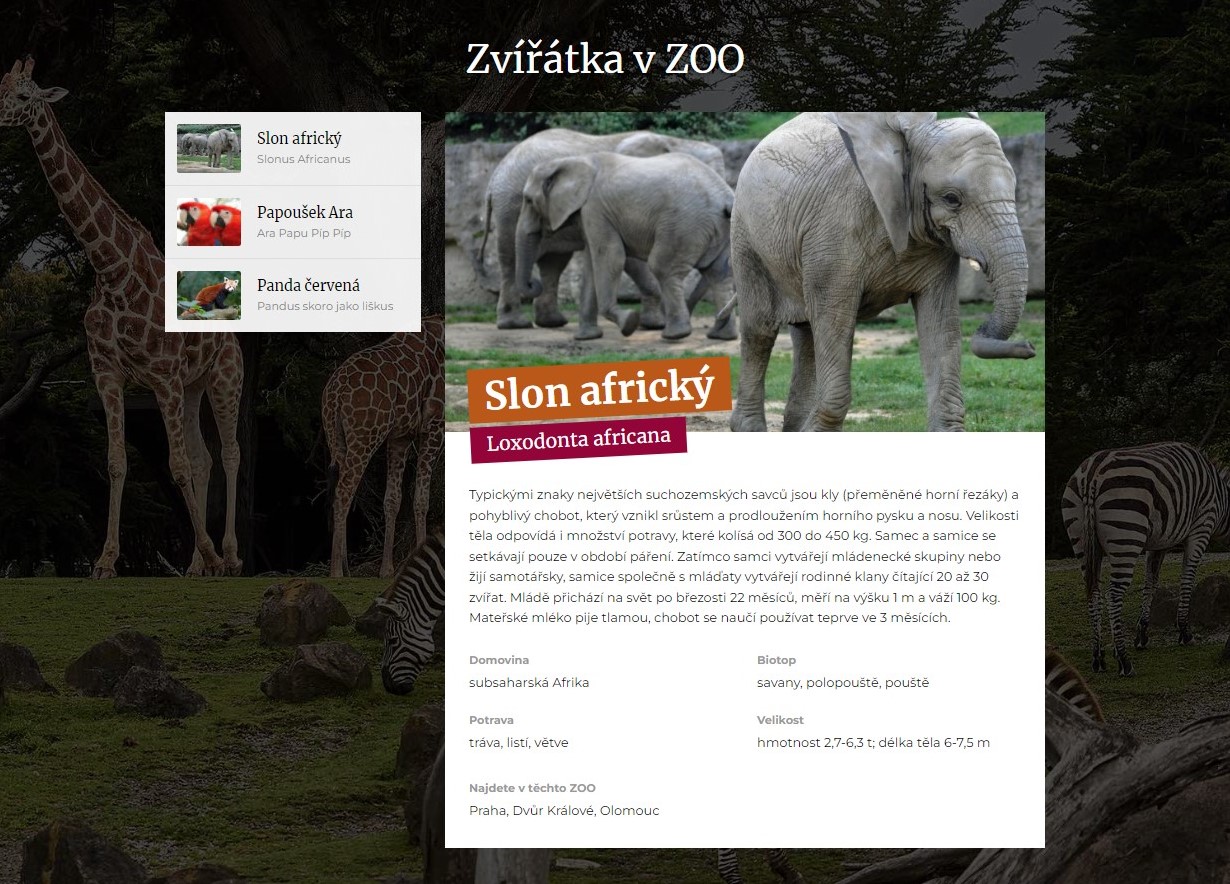 Zvířátka v ZOO
Slon africký
Slonus Africanus
Papoušek Ara
Ara Papu Píp Píp
Panda červená
Pandus skoro jako liškus
Slon africký
Loxodonta africana
Typickými znaky největších suchozemských savců jsou kly (přeměněné horní řezáky) a
pohyblivý chobot, který vznikl srůstem a prodloužením horního pysku a nosu. Velikosti
těla odpovídá i množství potravy, které kolísá od 300 do 450 kg. Samec a samice se
setkávají pouze v období páření. Zatímco samci vytvářejí mládenecké skupiny nebo
žijí samotářsky, samice společně s mláďaty vytvářejí rodinné klany čítající 20 až 30
zvířat. Mládě přichází na svět po březosti 22 měsíců, měří na výšku 1 m a váží 100 kg.
Mateřské mléko pije tlamou, chobot se naučí používat teprve ve 3 měsících.
Domovina
subsaharská Afrika
Biotop
savany, polopouště, pouště
Potrava
tráva, listí, větve
Velikost
hmotnost 2,7-6,3 t; délka těla 6-7,5 m
Najdete v těchto ZOO
Praha, Dvůr Králové, Olomouc